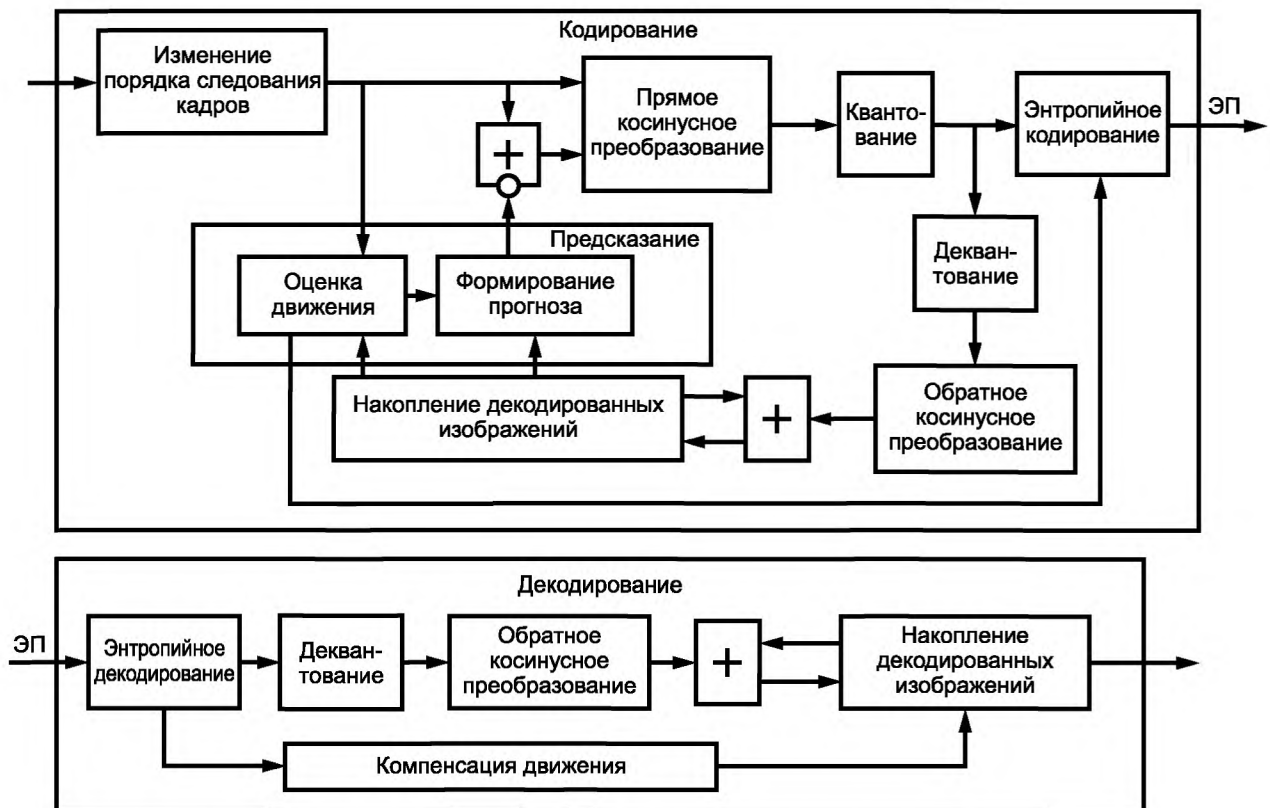 Кодирование
Изменение
порядка следования
кадров
Прямое
косинусное
преобразование
Кванто-
вание
Энтропийное
кодирование
ЭП
Предсказание
Оценка
движения
Формирование
прогноза
Декван-
тование
Накопление декодированных
изображений
+
+
Обратное
косинусное
преобразование
Декодирование
ЭП
Энтропийное
декодирование
Декван-
тование
Обратное
косинусное
преобразование
+
Накопление
декодированных
изображений
Компенсация движения